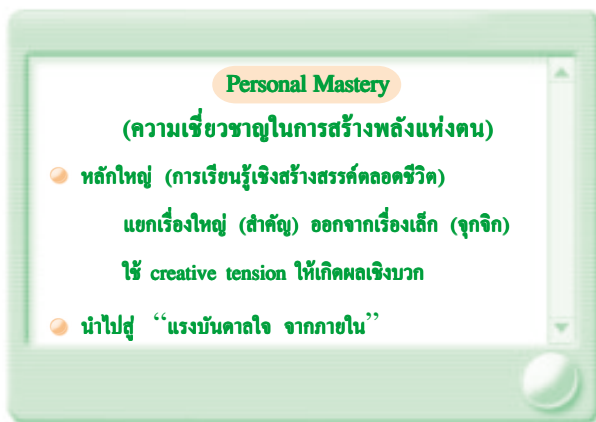 Personal Mastery
(ความเชี่ยวชาญในการสร้างพลังแห่งตน)
หลักใหญ่ (การเรียนรู้เชิงสร้างสรรค์ตลอดชีวิต)
แยกเรื่องใหญ่ (สำคัญ) ออกจากเรื่องเล็ก (จุกจิก)
ใช้ creative tension ให้เกิดผลเชิงบวก
นำไปสู่ “แรงบันดาลใจ จากภายใน”